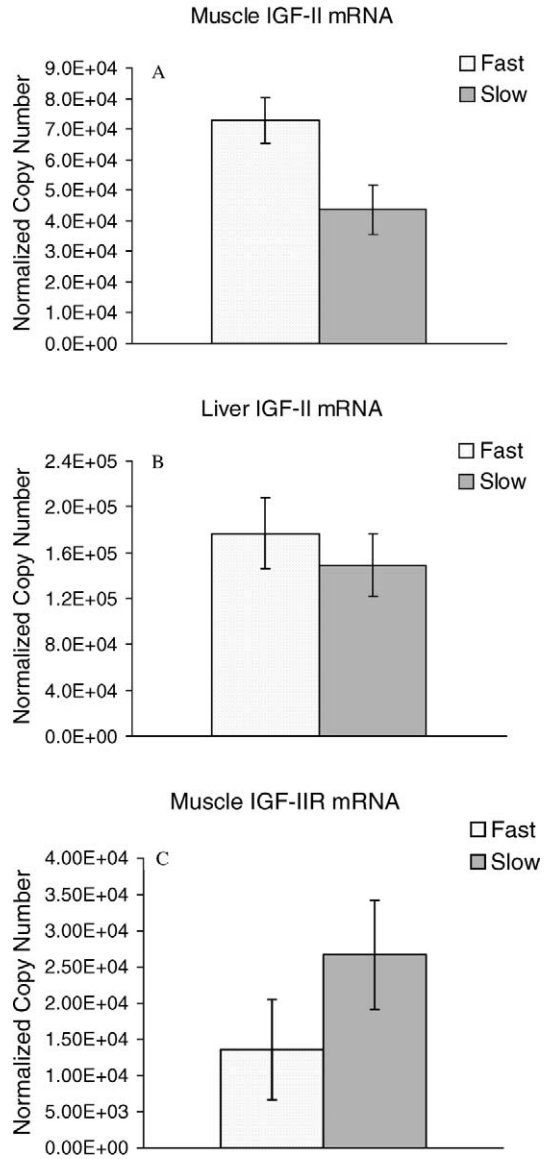 Muscle IGF-II mRNA
A
Fast
Slow
Normalized Copy Number
9.0E+04
8.0E+04
7.0E+04
6.0E+04
5.0E+04
4.0E+04
3.0E+04
2.0E+04
1.0E+04
0.0E+00
Liver IGF-II mRNA
B
Fast
Slow
Normalized Copy Number
2.4E+05
2.0E+05
1.6E+05
1.2E+05
8.0E+04
4.0E+04
0.0E+00
Muscle IGF-IIR mRNA
C
Fast
Slow
Normalized Copy Number
4.00E+04
3.50E+04
3.00E+04
2.50E+04
2.00E+04
1.50E+04
1.00E+04
5.00E+03
0.00E+00